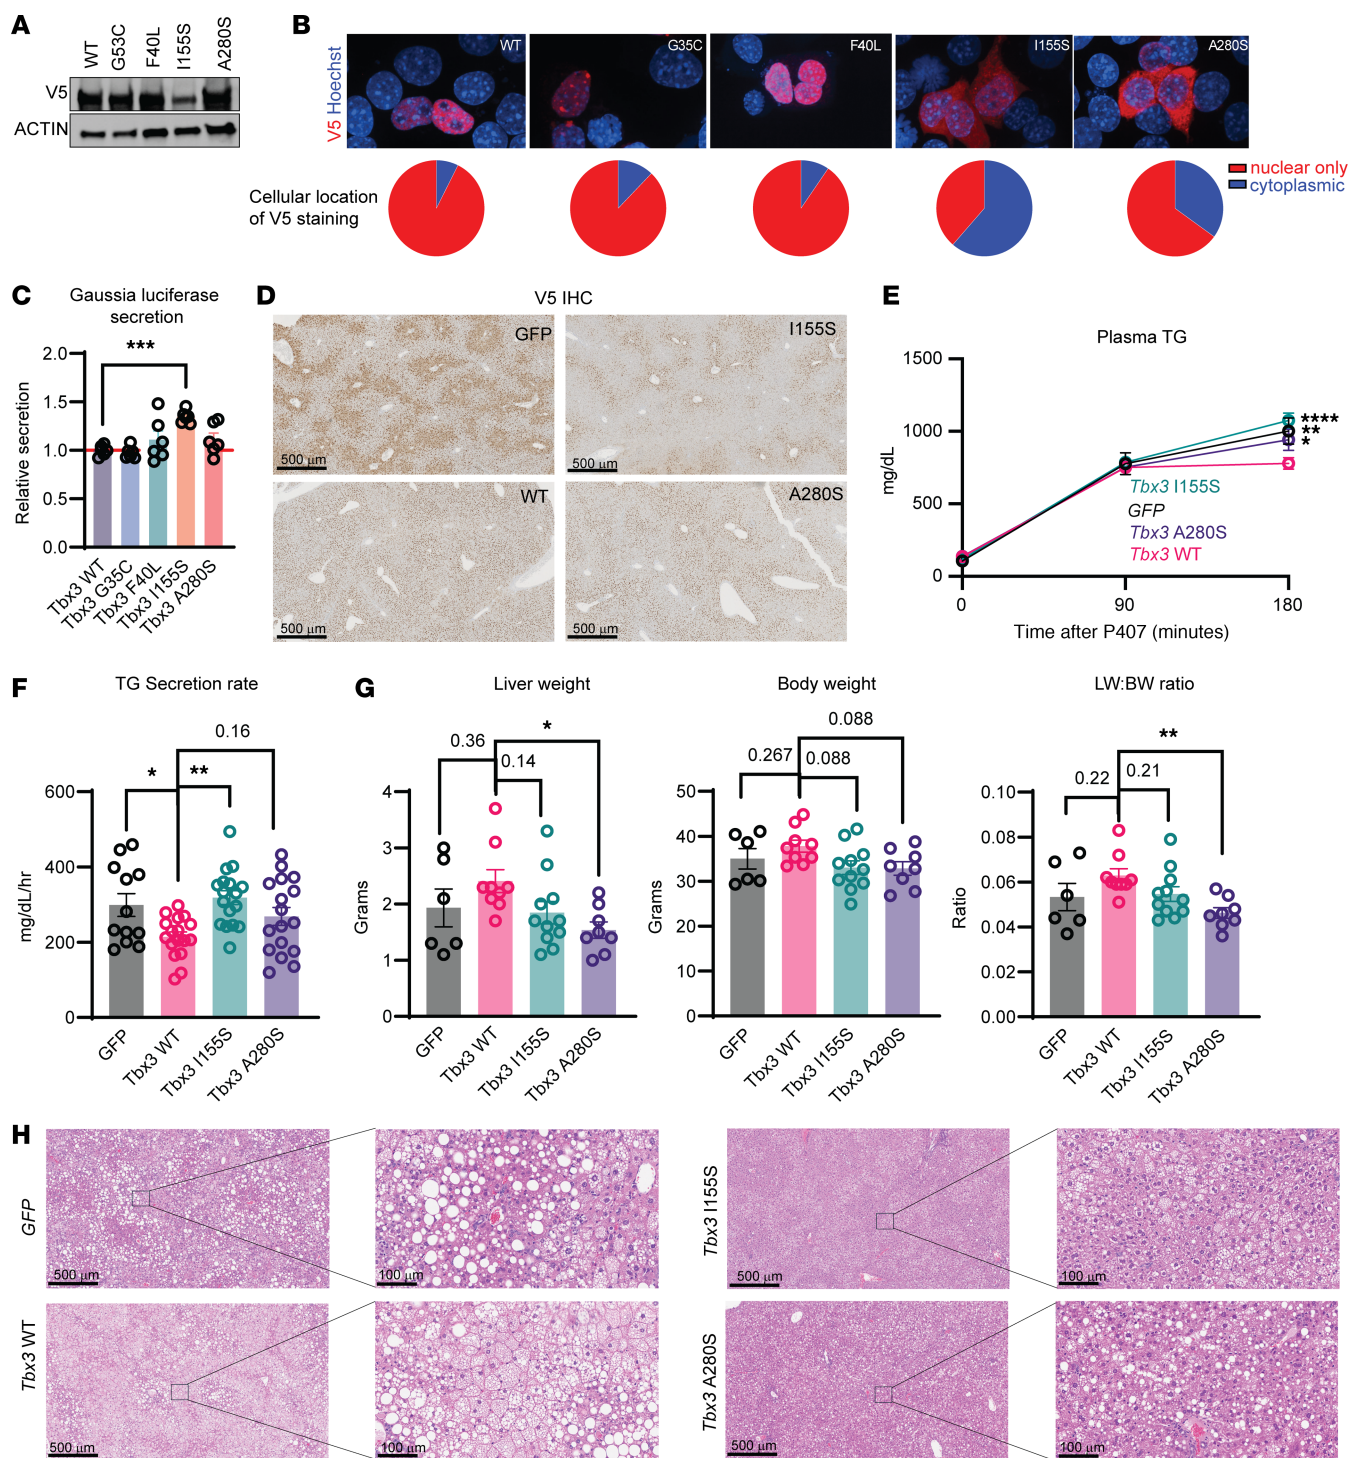 A
WT
G53C
F40L
I155S
A280S
V5
ACTIN
B
V5 Hoechst
WT
G35C
F40L
I155S
A280S
Cellular location
of V5 staining
nuclear only
cytoplasmic
C
Gaussia luciferase
secretion
***
Relative secretion
2.0
1.5
1.0
0.5
0.0
Tbx3 WT
Tbx3 G35C
Tbx3 F40L
Tbx3 I155S
Tbx3 A280S
D
V5 IHC
GFP
500 µm
I155S
500 µm
WT
500 µm
A280S
500 µm
E
Plasma TG
mg/dL
1500
1000
500
0
****
**
*
Tbx3 I155S
GFP
Tbx3 A280S
Tbx3 WT
0 90 180
Time after P407 (minutes)
F
TG Secretion rate
0.16
* **
mg/dL/hr
600
400
200
0
GFP
Tbx3 WT
Tbx3 I155S
Tbx3 A280S
G
Liver weight
*
0.36
0.14
Grams
4
3
2
1
0
GFP
Tbx3 WT
Tbx3 I155S
Tbx3 A280S
Body weight
0.088
0.267
0.088
Grams
50
40
30
20
10
0
GFP
Tbx3 WT
Tbx3 I155S
Tbx3 A280S
LW:BW ratio
**
0.22
0.21
Ratio
0.10
0.08
0.06
0.04
0.02
0.00
GFP
Tbx3 WT
Tbx3 I155S
Tbx3 A280S
H
GFP
500 µm
100 µm
Tbx3 I155S
500 µm
100 µm
Tbx3 WT
500 µm
100 µm
Tbx3 A280S
500 µm
100 µm